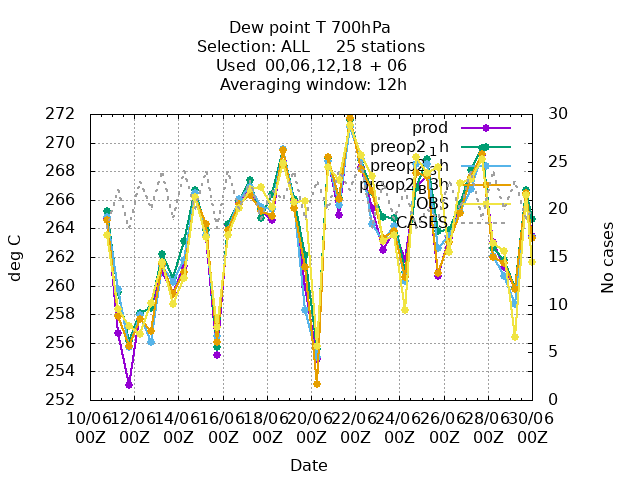 Dew point T 700hPa
Selection: ALL 25 stations
Used 00,06,12,18 + 06
Averaging window: 12h
272
270
268
266
264
262
260
258
256
254
252
30
25
20
15
10
5
0
deg C
No cases
prod
preop2_1h
OBS
CASES
10/06 12/06 14/06 16/06 18/06 20/06 22/06 24/06 26/06 28/06 30/06
00Z 00Z 00Z 00Z 00Z 00Z 00Z 00Z 00Z 00Z 00Z
Date